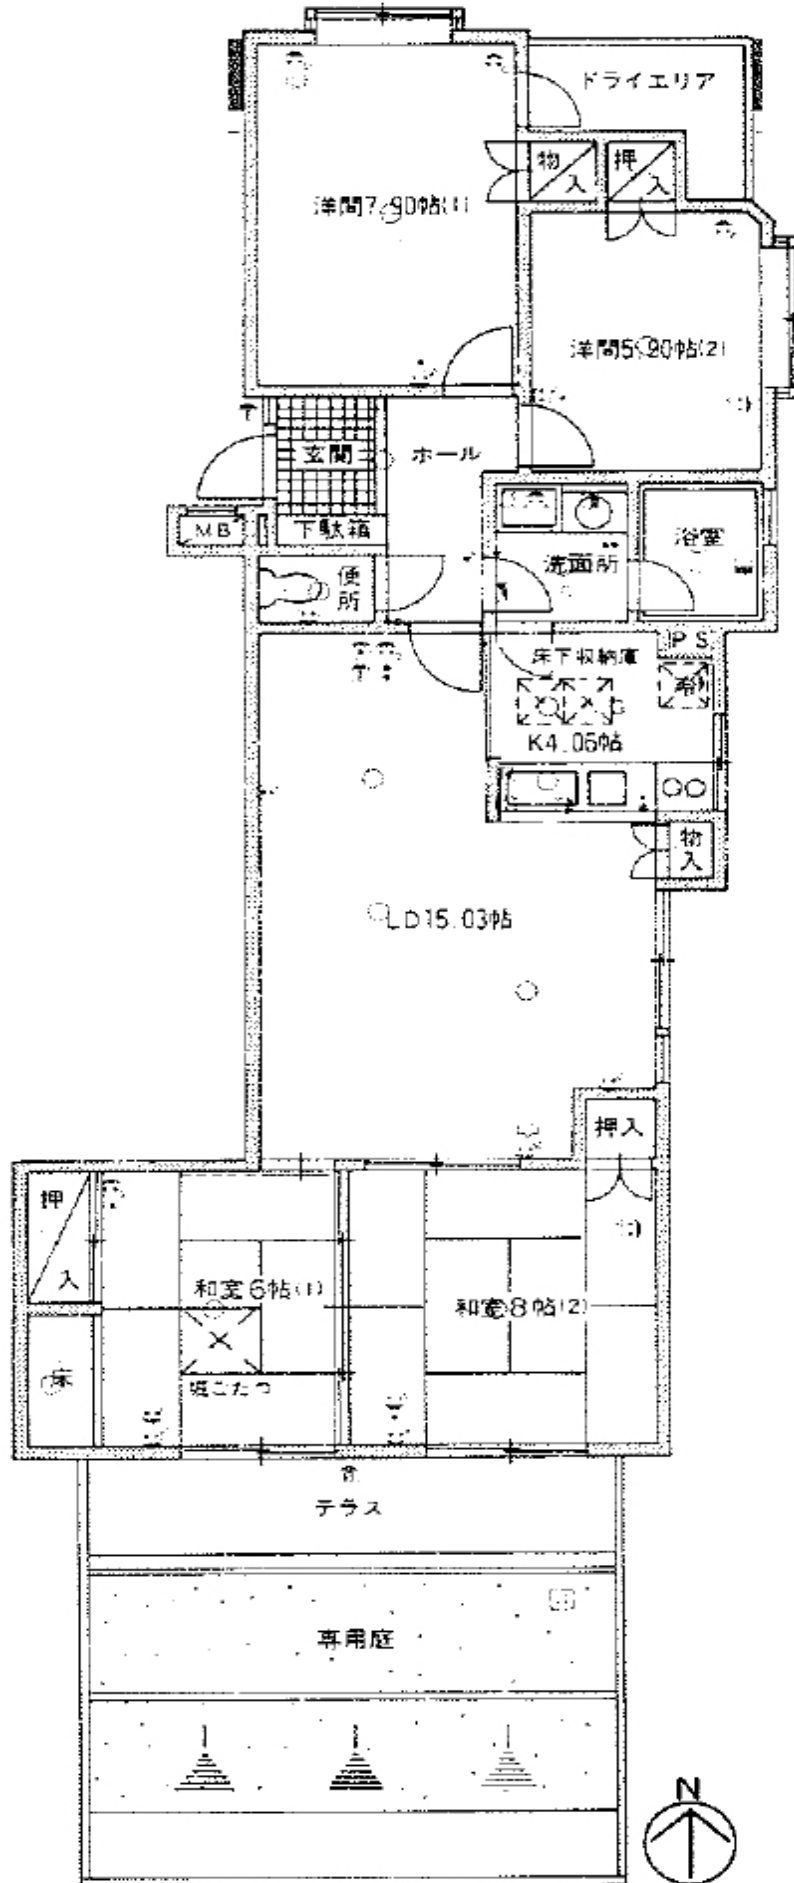 ドライエリア
物入
押入
洋間7.90帖(1)
洋間5.90帖(2)
玄関
ホール
MB
下駄箱
浴室
洗面所
便所
PS
床下収納庫
冷
K4.06帖
物入
LD15.03帖
押入
押入
和室6帖(1)
和室8帖(2)
床
堀ごたつ
テラス
専用庭
N